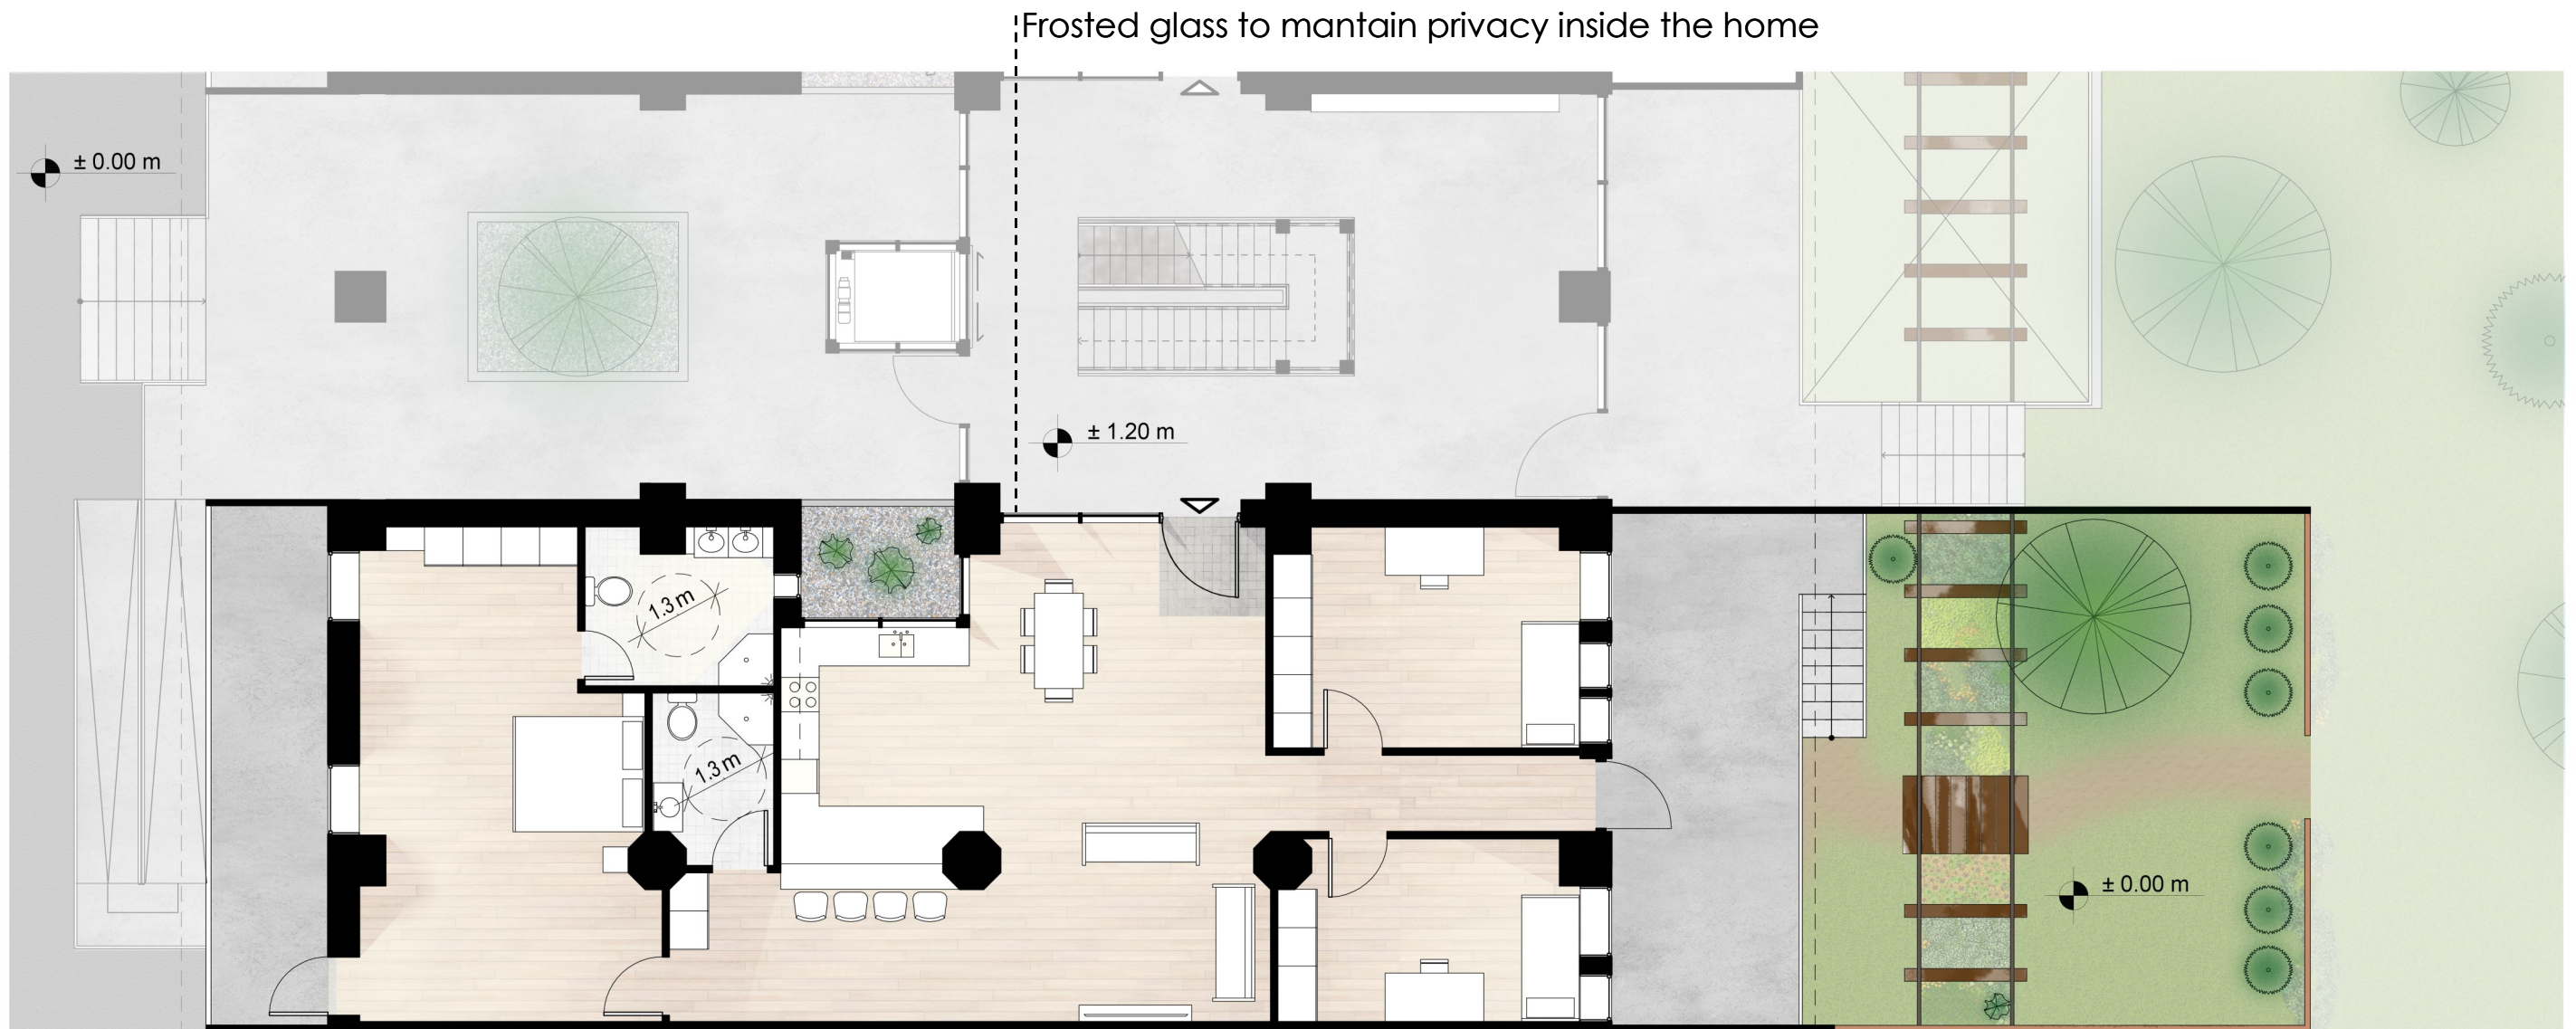 Frosted glass to mantain privacy inside the home
± 0.00 m
± 1.20 m
1.3 m
1.3 m
± 0.00 m